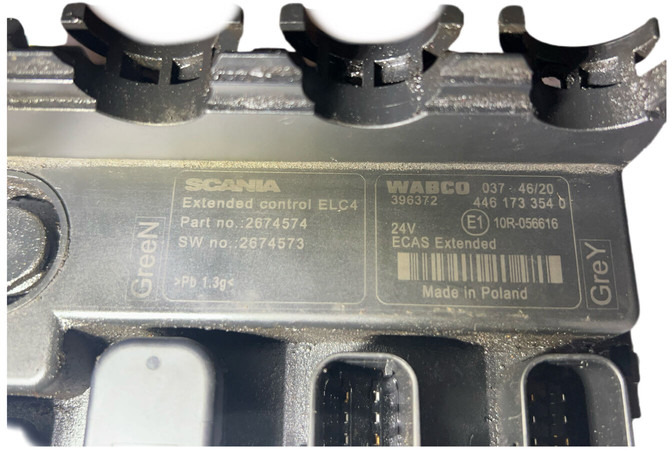 SCANIA
Extended control ELC4
Part no.:2674574
SW no.:2674573
>Pb 1.3g<
GreeN
WABCO 037 - 46/20
396372 446 173 354 0
24V E1 10R-056616
ECAS Extended
Made in Poland
GreY